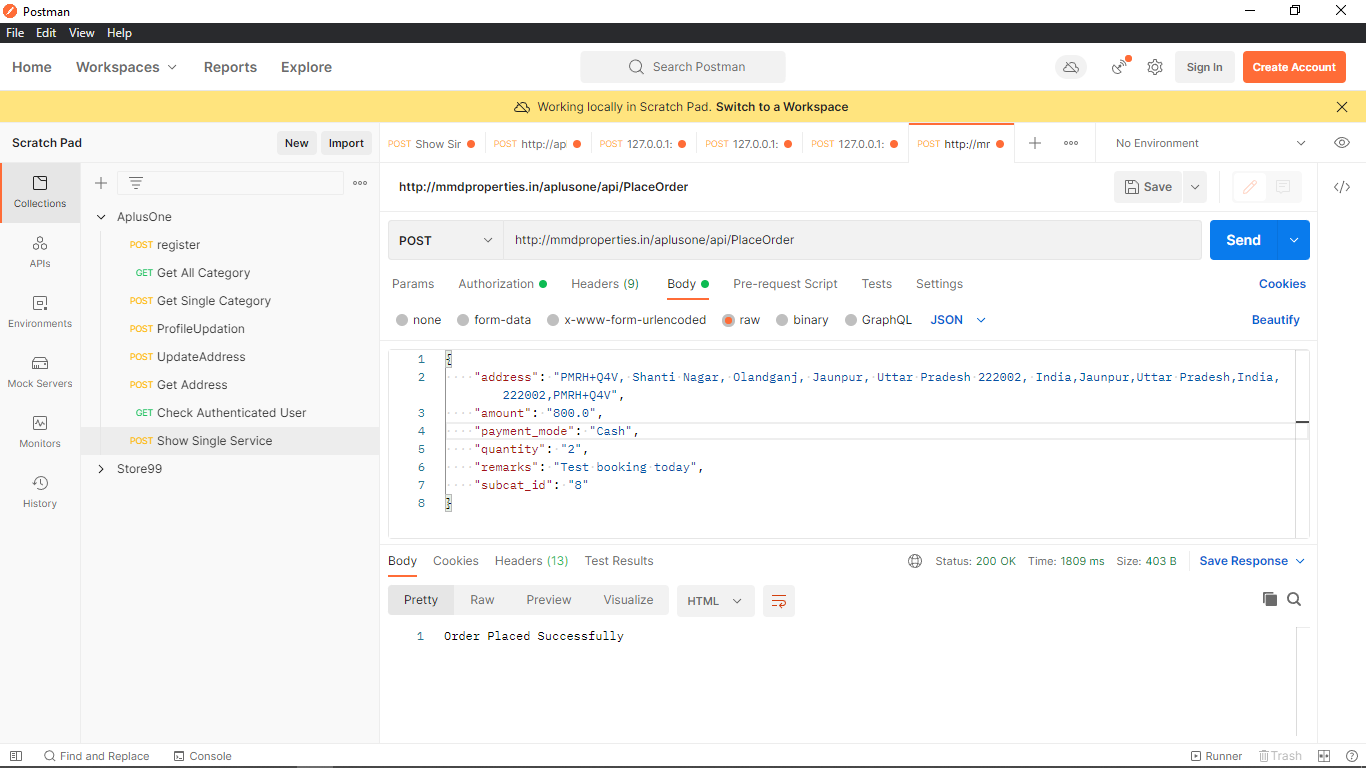 Postman
File Edit View Help
Home Workspaces Reports Explore Search Postman Sign In Create Account
Working locally in Scratch Pad. Switch to a Workspace
Scratch Pad New Import
POST Show Sir POST http://ap POST 127.0.0.1: POST 127.0.0.1: POST 127.0.0.1: POST http://mr No Environment
Collections
APIs
Environments
Mock Servers
Monitors
History
AplusOne
POST register
GET Get All Category
POST Get Single Category
POST ProfileUpdation
POST UpdateAddress
POST Get Address
GET Check Authenticated User
POST Show Single Service
Store99
http://mmdproperties.in/aplusone/api/PlaceOrder Save
POST http://mmdproperties.in/aplusone/api/PlaceOrder Send
Params Authorization Headers (9) Body Pre-request Script Tests Settings Cookies
none form-data x-www-form-urlencoded raw binary GraphQL JSON Beautify
1 {
2 "address": "PMRH+Q4V, Shanti Nagar, Olandganj, Jaunpur, Uttar Pradesh 222002, India,Jaunpur,Uttar Pradesh,India,
222002,PMRH+Q4V",
3 "amount": "800.0",
4 "payment_mode": "Cash",
5 "quantity": "2",
6 "remarks": "Test booking today",
7 "subcat_id": "8"
8 }
Body Cookies Headers (13) Test Results Status: 200 OK Time: 1809 ms Size: 403 B Save Response
Pretty Raw Preview Visualize HTML
1 Order Placed Successfully
Find and Replace Console Runner Trash